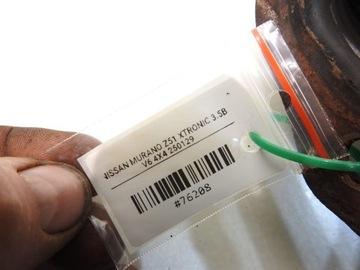 NISSAN MURANO Z51 XTRONIC 3.5B
V6 4X4 250129
#76208